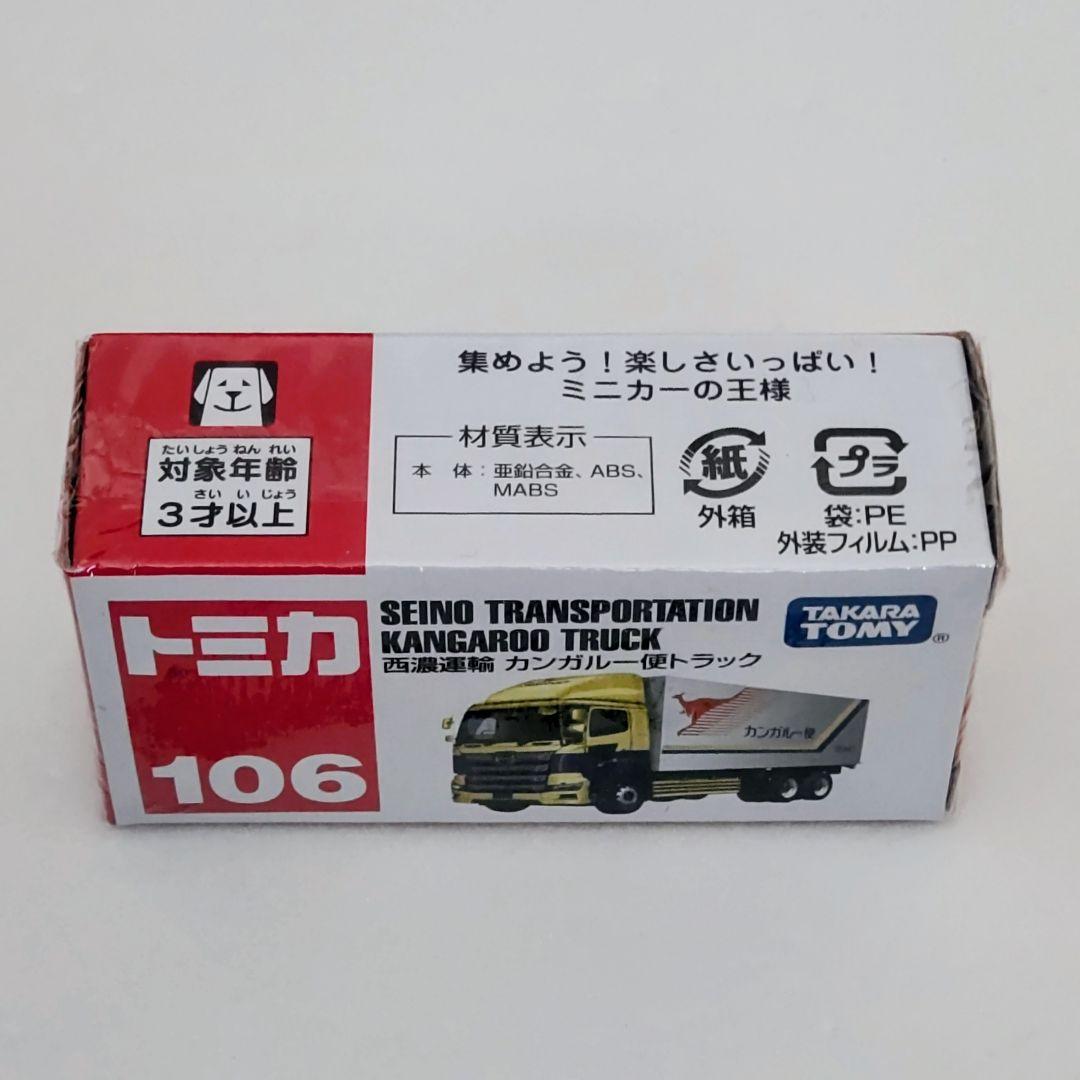 集めよう！楽しさいっぱい！
ミニカーの王様
たいしょうねんれい
対象年齢
さいいじょう
3才以上
材質表示
本 体：亜鉛合金、ABS、
MABS
紙
外箱
プラ
袋:PE
外装フィルム:PP
トミカ
106
SEINO TRANSPORTATION
KANGAROO TRUCK
西濃運輸 カンガルー便トラック
TAKARA
TOMY®
カンガルー便